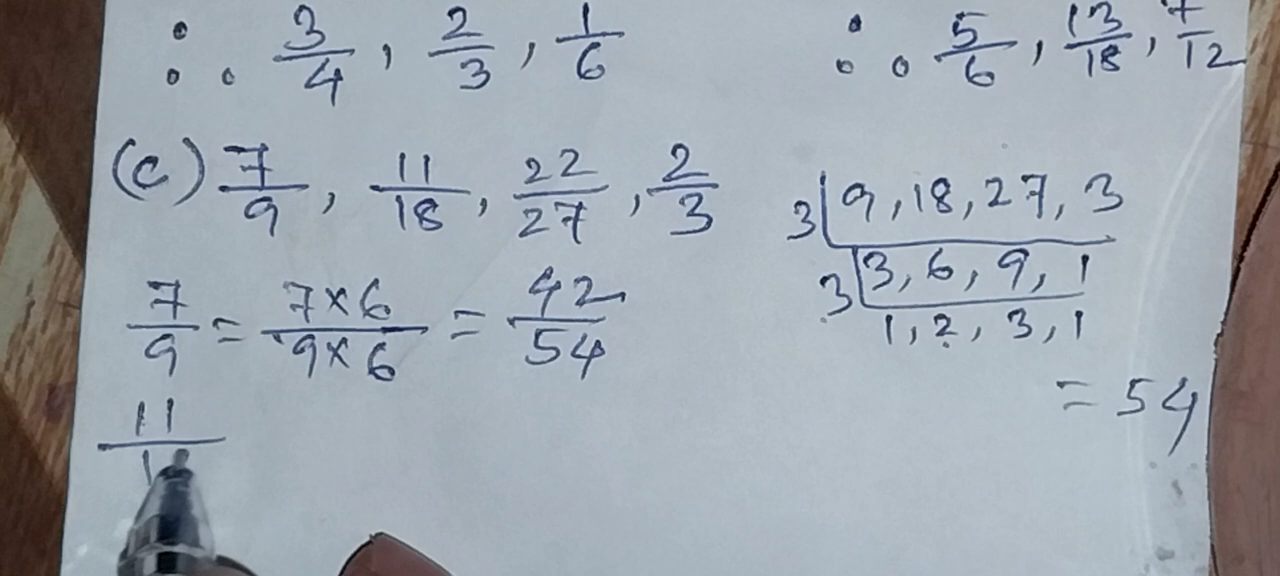 ∴ 3/4, 2/3, 1/6
∴ 5/6, 13/18, 7/12
(c) 7/9, 11/18, 22/27, 2/3
7/9 = 7×6/9×6 = 42/54
11/1
3 | 9, 18, 27, 3
3 | 3, 6, 9, 1
1, 2, 3, 1
= 54